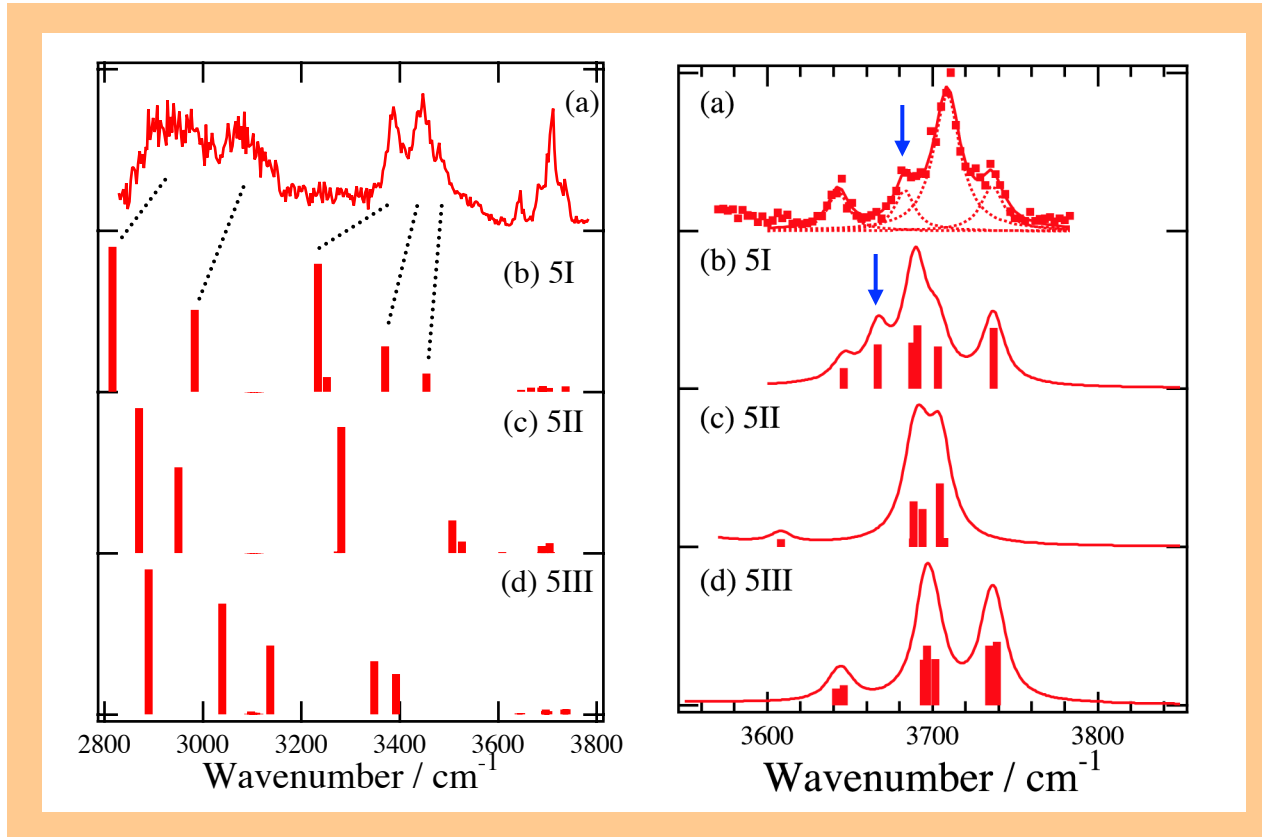 (a)
(b) 5I
(c) 5II
(d) 5III
2800 3000 3200 3400 3600 3800
Wavenumber / cm-1
(a)
(b) 5I
(c) 5II
(d) 5III
3600 3700 3800
Wavenumber / cm-1